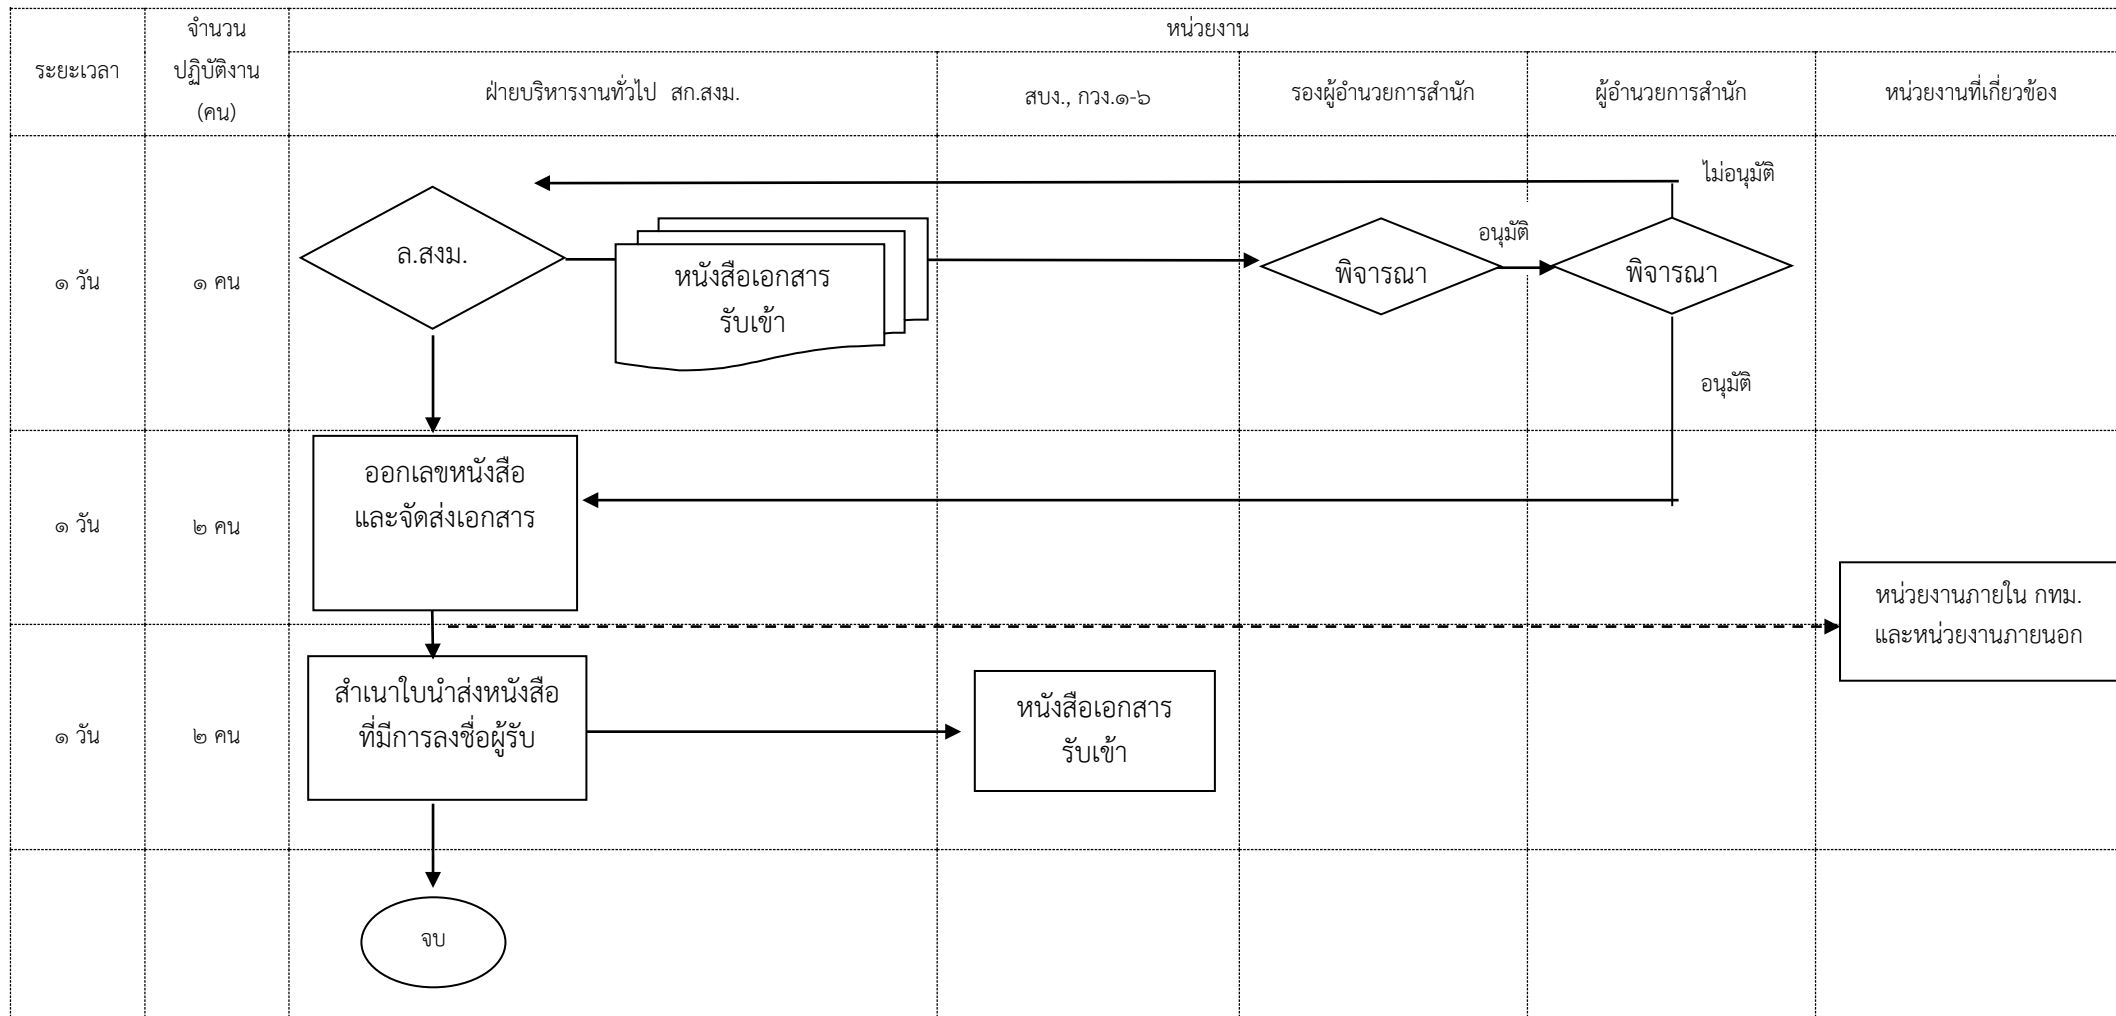 ระยะเวลา
จำนวน
ปฏิบัติงาน
(คน)
หน่วยงาน
ฝ่ายบริหารงานทั่วไป สก.สงม.
สบง., กวง.๑-๖
รองผู้อำนวยการสำนัก
ผู้อำนวยการสำนัก
หน่วยงานที่เกี่ยวข้อง
๑ วัน
๑ คน
ล.สงม.
หนังสือเอกสาร
รับเข้า
พิจารณา
อนุมัติ
พิจารณา
ไม่อนุมัติ
อนุมัติ
๑ วัน
๒ คน
ออกเลขหนังสือ
และจัดส่งเอกสาร
หน่วยงานภายใน กทม.
และหน่วยงานภายนอก
๑ วัน
๒ คน
สำเนาใบนำส่งหนังสือ
ที่มีการลงชื่อผู้รับ
หนังสือเอกสาร
รับเข้า
จบ